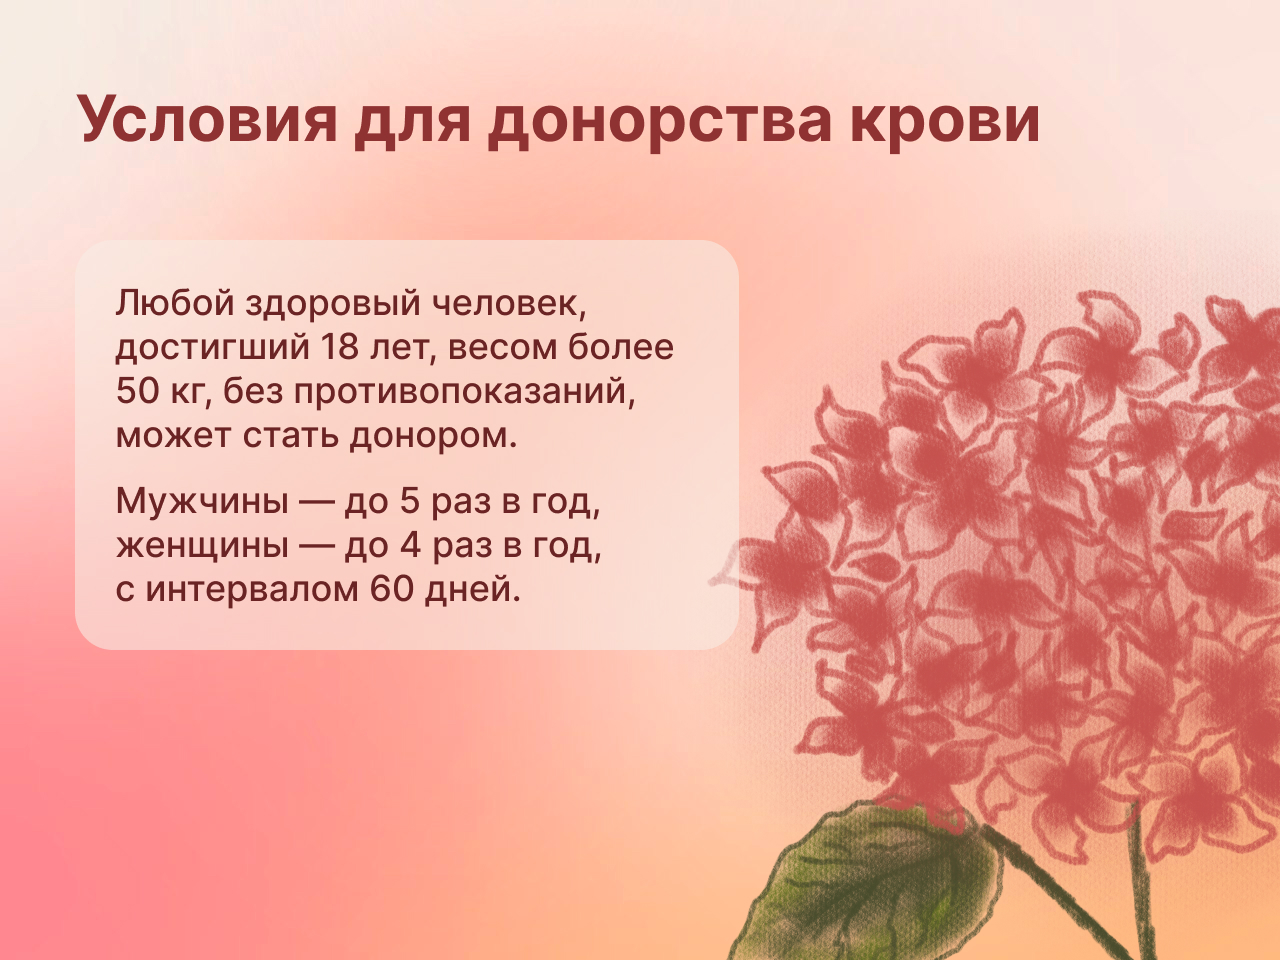 Условия для донорства крови
Любой здоровый человек,
достигший 18 лет, весом более
50 кг, без противопоказаний,
может стать донором.
Мужчины — до 5 раз в год,
женщины — до 4 раз в год,
с интервалом 60 дней.